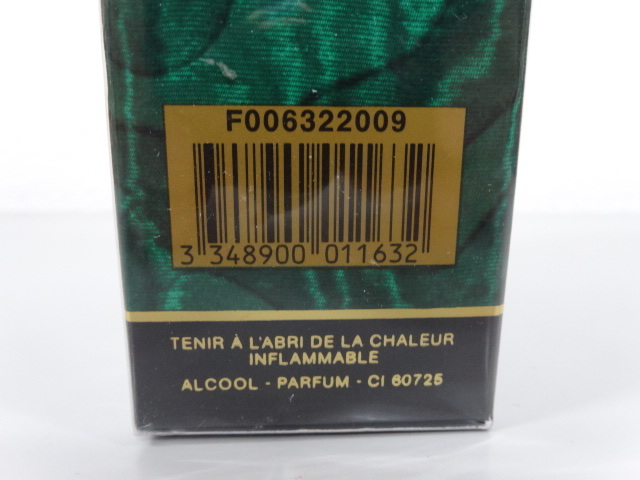 F006322009
3 348900 011632
TENIR À L'ABRI DE LA CHALEUR
INFLAMMABLE
ALCOOL - PARFUM - CI 60725